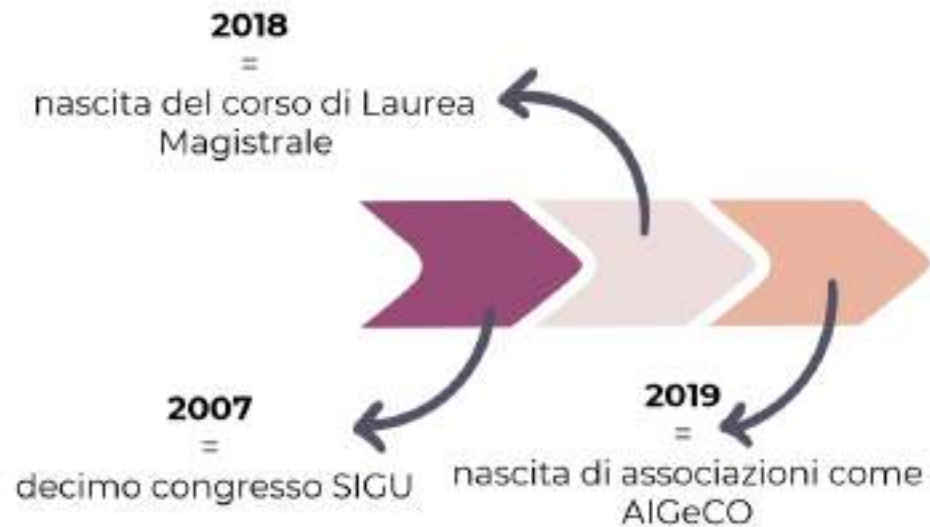 2018
=
nascita del corso di Laurea
Magistrale
2007
=
decimo congresso SIGU
2019
=
nascita di associazioni come
AIGeCO